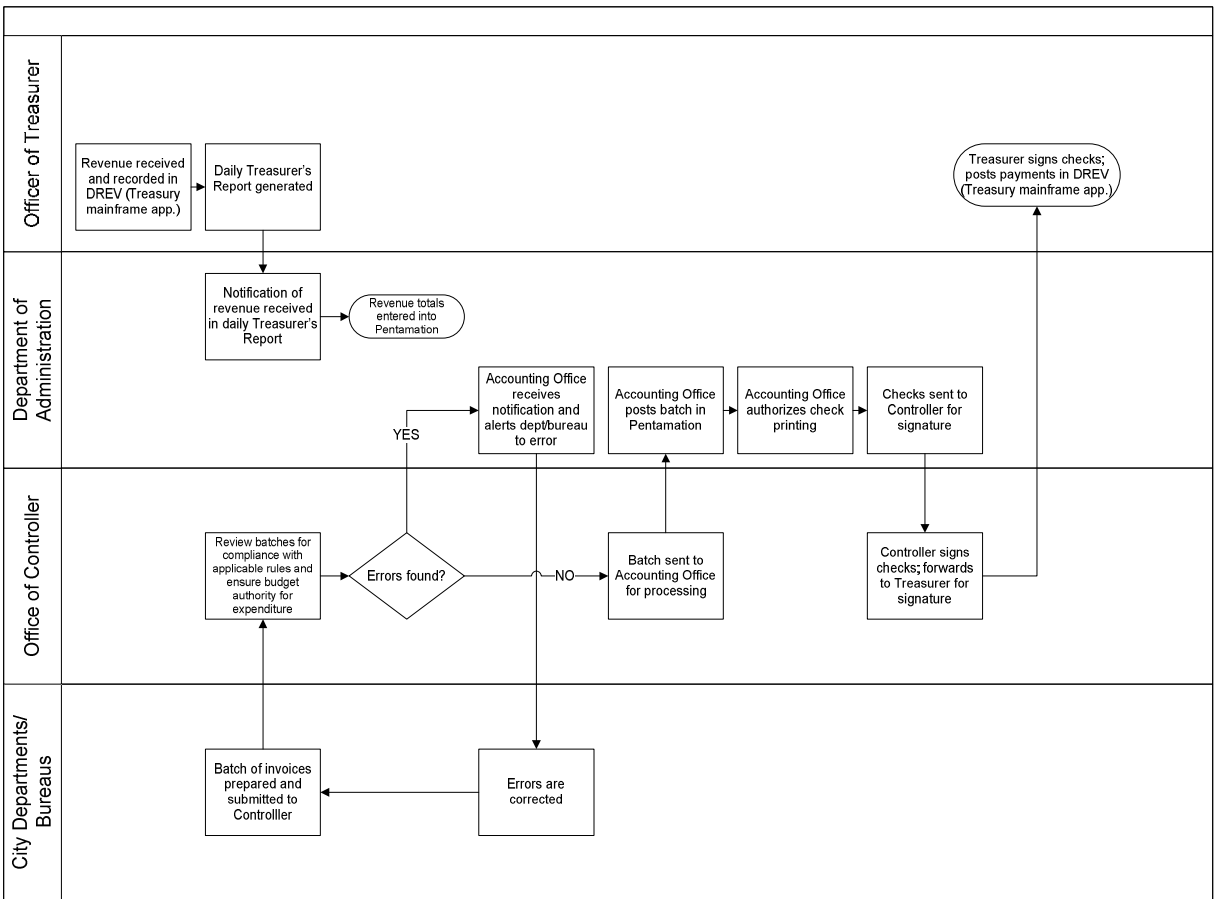 Officer of Treasurer
Revenue received
and recorded in
DREV (Treasury
mainframe app.)
Daily Treasurer's
Report generated
Treasurer signs checks;
posts payments in DREV
(Treasury mainframe app.)
Department of
Administration
Notification of
revenue received
in daily Treasurer's
Report
Revenue totals
entered into
Pentamation
YES
Accounting Office
receives
notification and
alerts dept/bureau
to error
Accounting Office
posts batch in
Pentamation
Accounting Office
authorizes check
printing
Checks sent to
Controller for
signature
Office of Controller
Review batches for
compliance with
applicable rules and
ensure budget
authority for
expenditure
Errors found?
NO
Batch sent to
Accounting Office
for processing
Controller signs
checks; forwards
to Treasurer for
signature
City Departments/
Bureaus
Batch of invoices
prepared and
submitted to
Controlller
Errors are
corrected